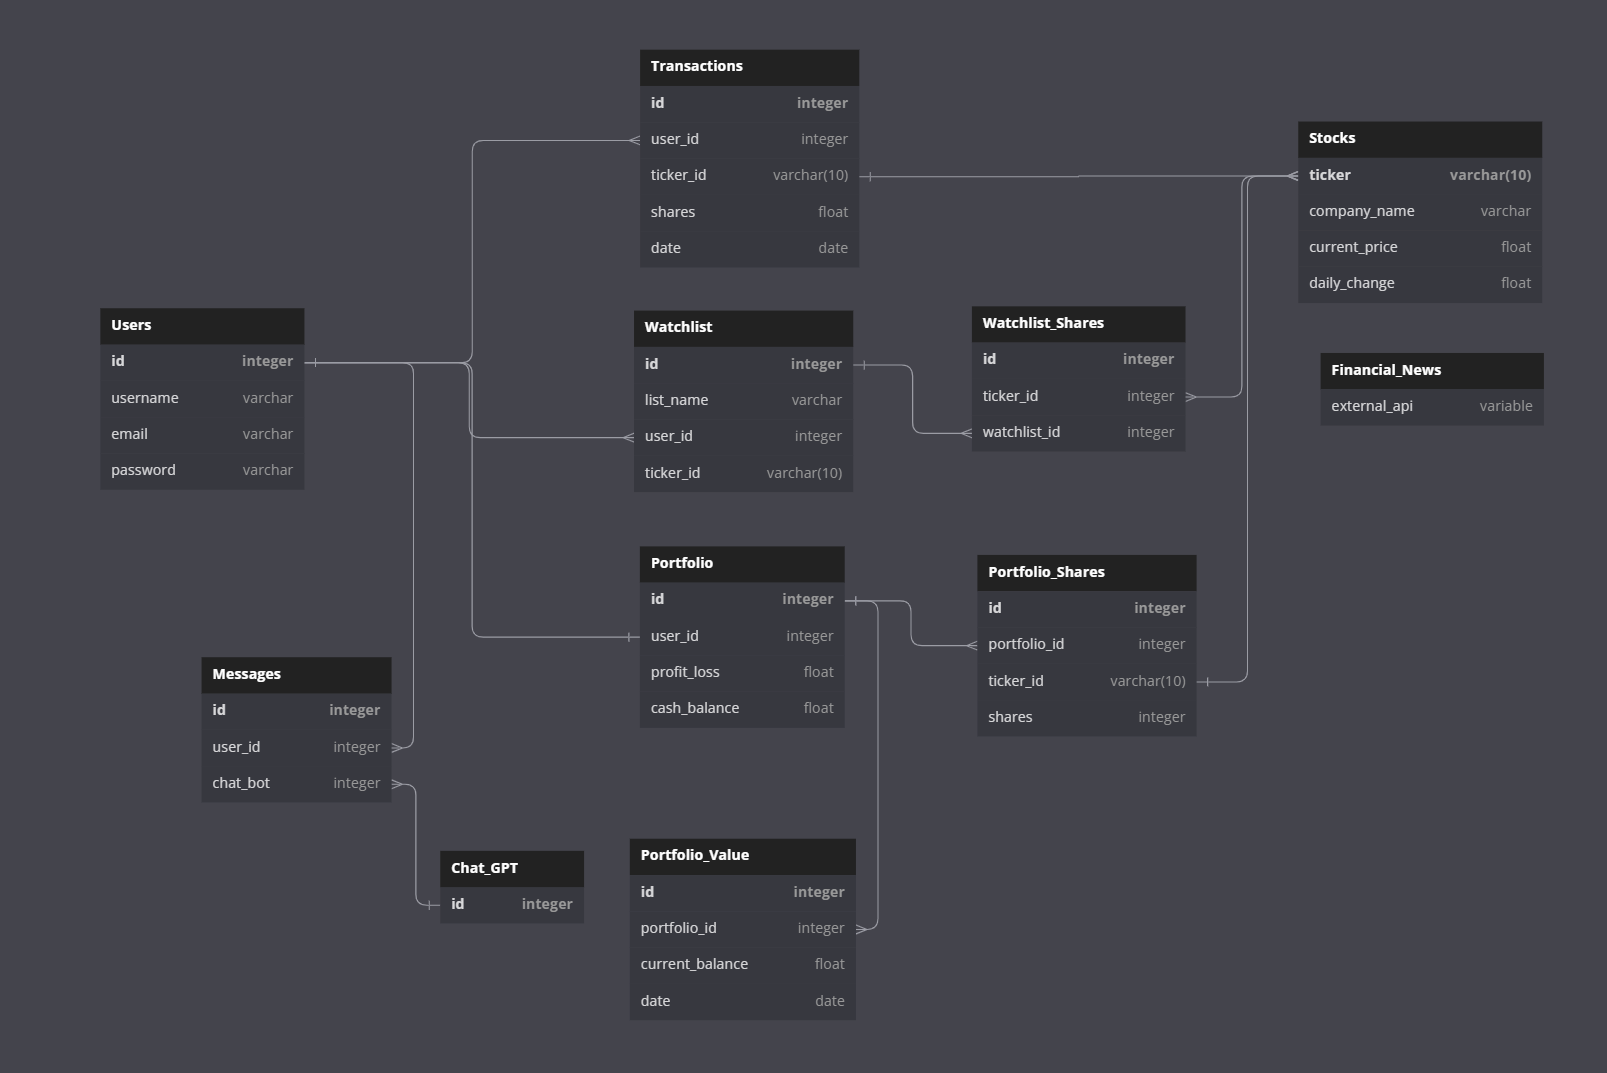 Transactions
id integer
user_id integer
ticker_id varchar(10)
shares float
date date
Stocks
ticker varchar(10)
company_name varchar
current_price float
daily_change float
Users
id integer
username varchar
email varchar
password varchar
Watchlist
id integer
list_name varchar
user_id integer
ticker_id varchar(10)
Watchlist_Shares
id integer
ticker_id integer
watchlist_id integer
Financial_News
external_api variable
Portfolio
id integer
user_id integer
profit_loss float
cash_balance float
Portfolio_Shares
id integer
portfolio_id integer
ticker_id varchar(10)
shares integer
Messages
id integer
user_id integer
chat_bot integer
Chat_GPT
id integer
Portfolio_Value
id integer
portfolio_id integer
current_balance float
date date